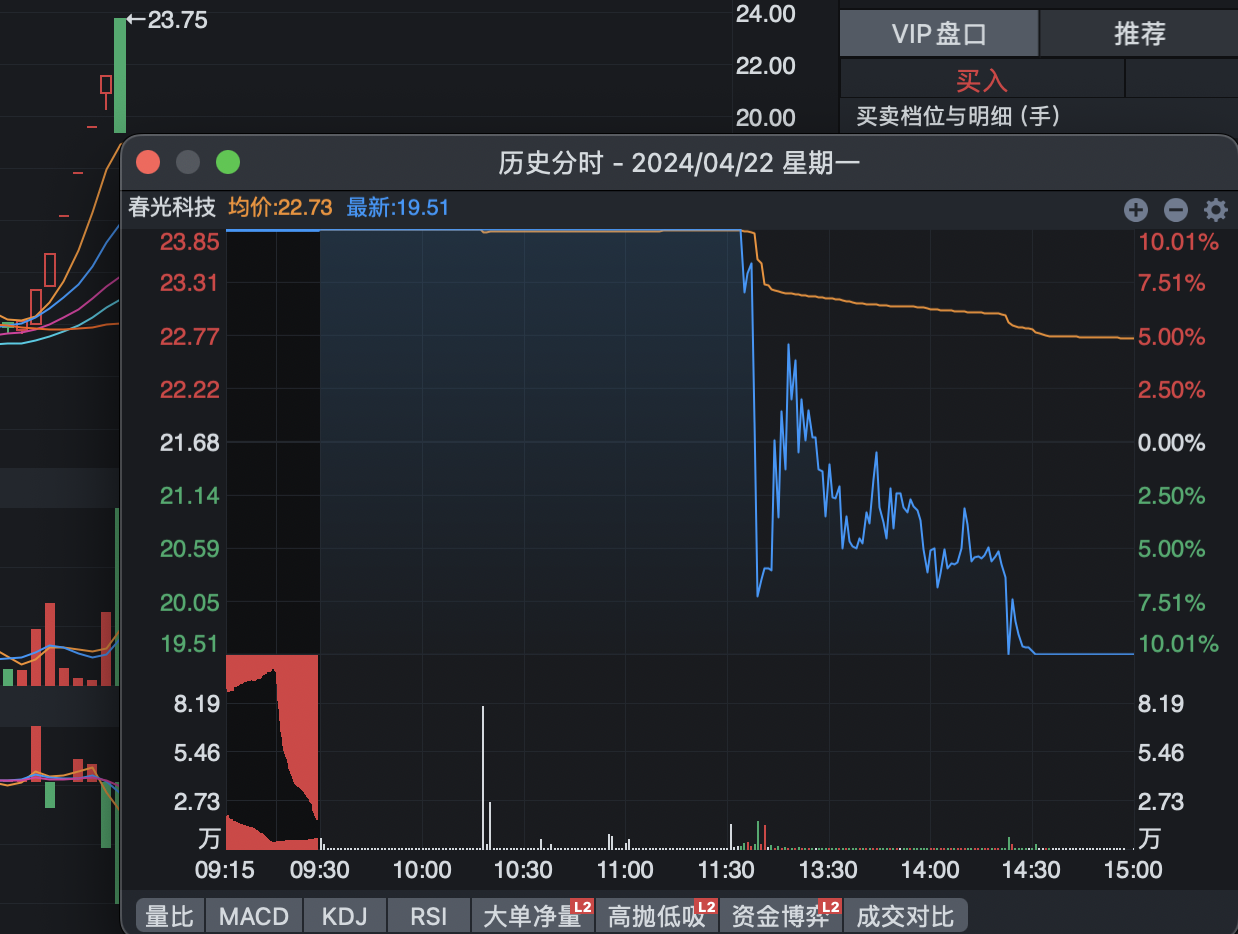 ←23.75
24.00
22.00
20.00
VIP盘口
推荐
买入
买卖档位与明细 (手)
历史分时 - 2024/04/22 星期一
春光科技 均价:22.73 最新:19.51
23.85 10.01%
23.31 7.51%
22.77 5.00%
22.22 2.50%
21.68 0.00%
21.14 2.50%
20.59 5.00%
20.05 7.51%
19.51 10.01%
8.19 8.19
5.46 5.46
2.73 2.73
万 万
09:15 09:30 10:00 10:30 11:00 11:30 13:30 14:00 14:30 15:00
量比 MACD KDJ RSI 大单净量 L2 高抛低吸 L2 资金博弈 L2 成交对比